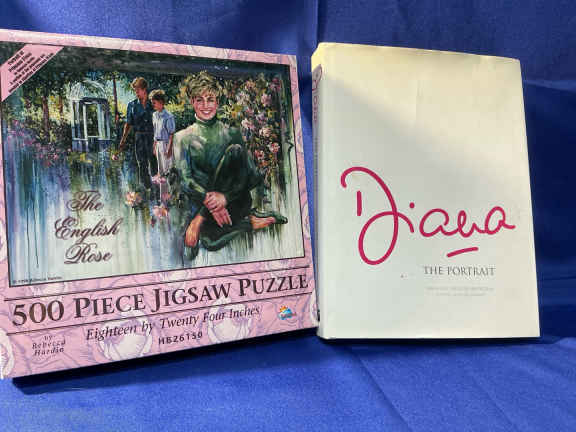 The
English
Rose
500 PIECE JIGSAW PUZZLE
Eighteen by Twenty Four Inches
by
Rebecca
Hardin
HB26150
Diana
THE PORTRAIT